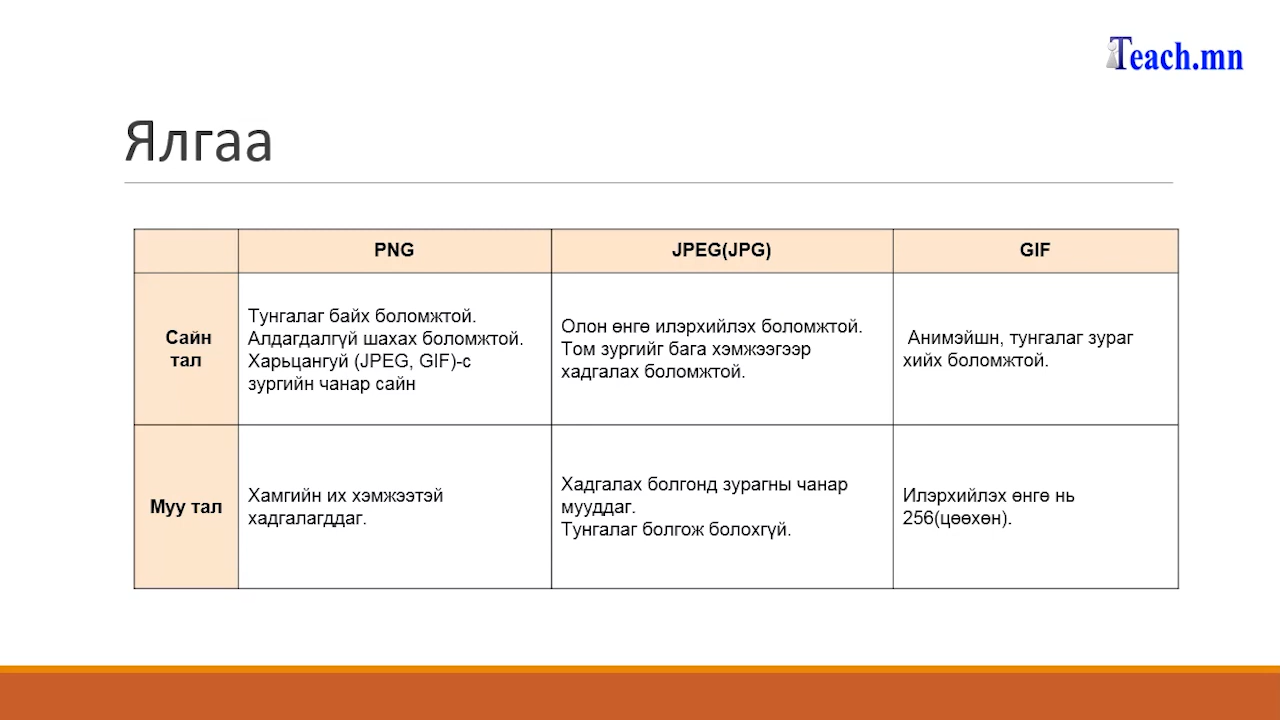 Teach.mn
Ялгаа
PNG
JPEG(JPG)
GIF
Сайн
тал
Тунгалаг байх боломжтой.
Алдагдалгүй шахах боломжтой.
Харьцангуй (JPEG, GIF)-с
зургийн чанар сайн
Олон өнгө илэрхийлэх боломжтой.
Том зургийг бага хэмжээгээр
хадгалах боломжтой.
Анимэйшн, тунгалаг зураг
хийх боломжтой.
Муу тал
Хамгийн их хэмжээтэй
хадгалагддаг.
Хадгалах болгонд зурагны чанар
мууддаг.
Тунгалаг болгож болохгүй.
Илэрхийлэх өнгө нь
256(цөөхөн).